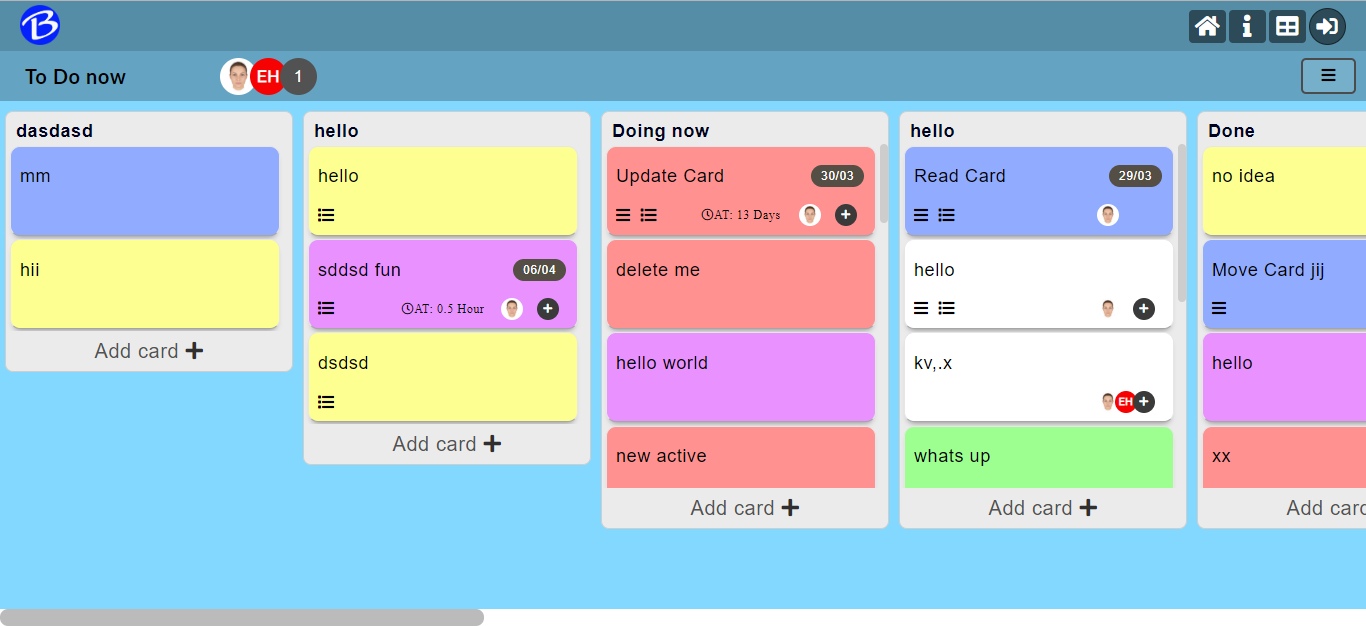 B
To Do now
EH
1
dasdasd
mm
hii
Add card
hello
hello
sddsd fun
06/04
AT: 0.5 Hour
dsdsd
Add card
Doing now
Update Card
30/03
AT: 13 Days
delete me
hello world
new active
Add card
hello
Read Card
29/03
hello
kv,.x
EH
whats up
Add card
Done
no idea
Move Card jij
hello
xx
Add card